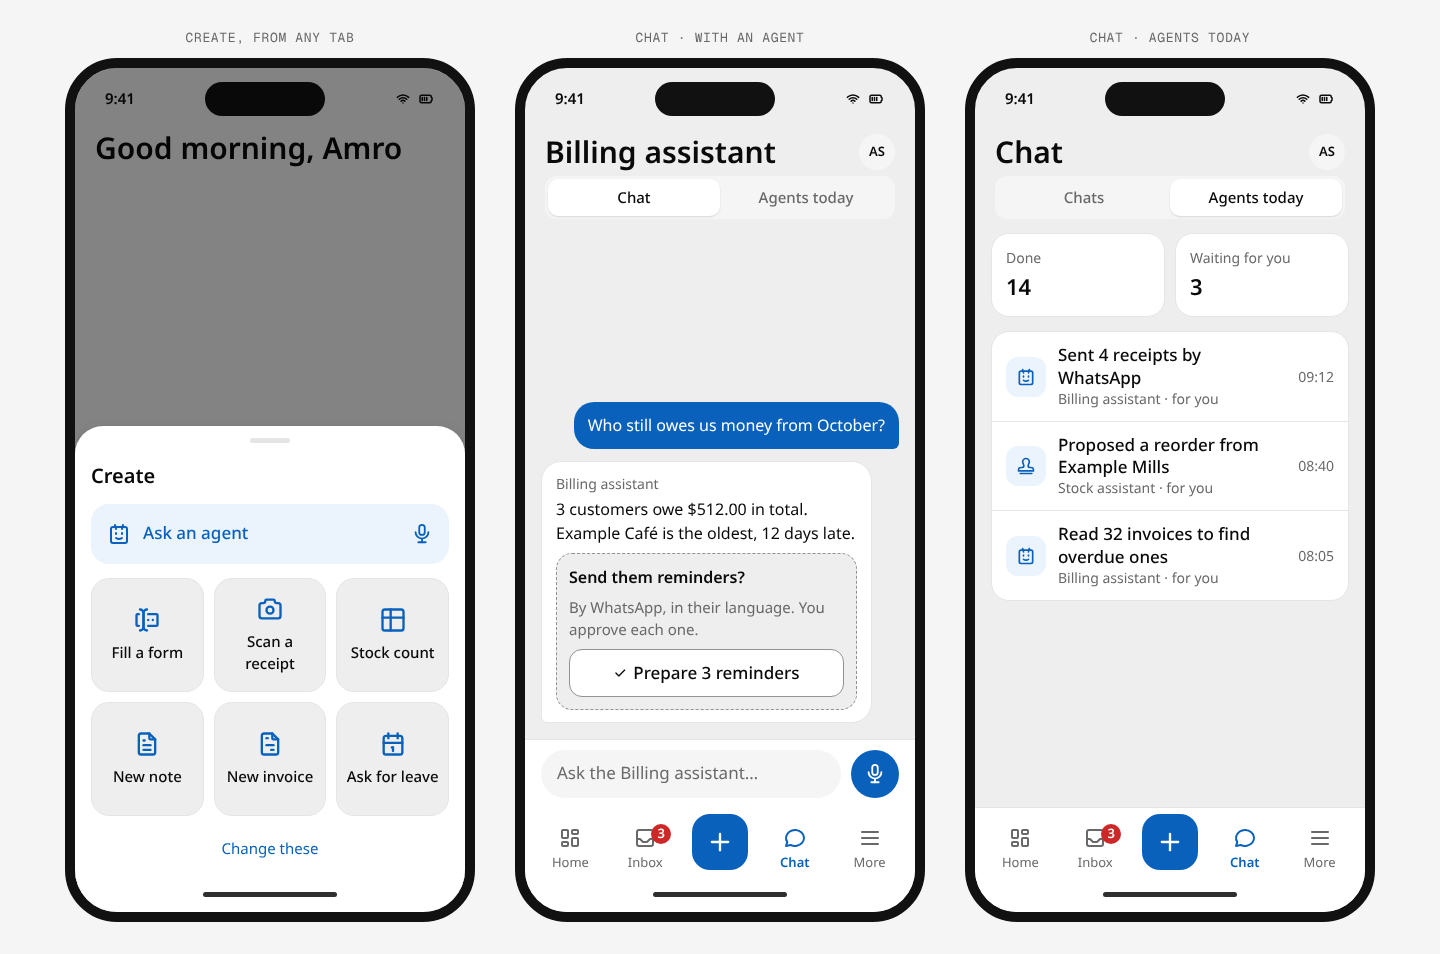 CREATE, FROM ANY TAB
9:41
Good morning, Amro
Create
Ask an agent
Fill a form
Scan a
receipt
Stock count
New note
New invoice
Ask for leave
Change these
CHAT · WITH AN AGENT
9:41
Billing assistant
AS
Chat
Agents today
Who still owes us money from October?
Billing assistant
3 customers owe $512.00 in total.
Example Café is the oldest, 12 days late.
Send them reminders?
By WhatsApp, in their language. You
approve each one.
Prepare 3 reminders
Ask the Billing assistant...
Home
Inbox
3
Chat
More
CHAT · AGENTS TODAY
9:41
Chat
AS
Chats
Agents today
Done
14
Waiting for you
3
Sent 4 receipts by
WhatsApp
Billing assistant · for you
09:12
Proposed a reorder from
Example Mills
Stock assistant · for you
08:40
Read 32 invoices to find
overdue ones
Billing assistant · for you
08:05
Home
Inbox
3
Chat
More